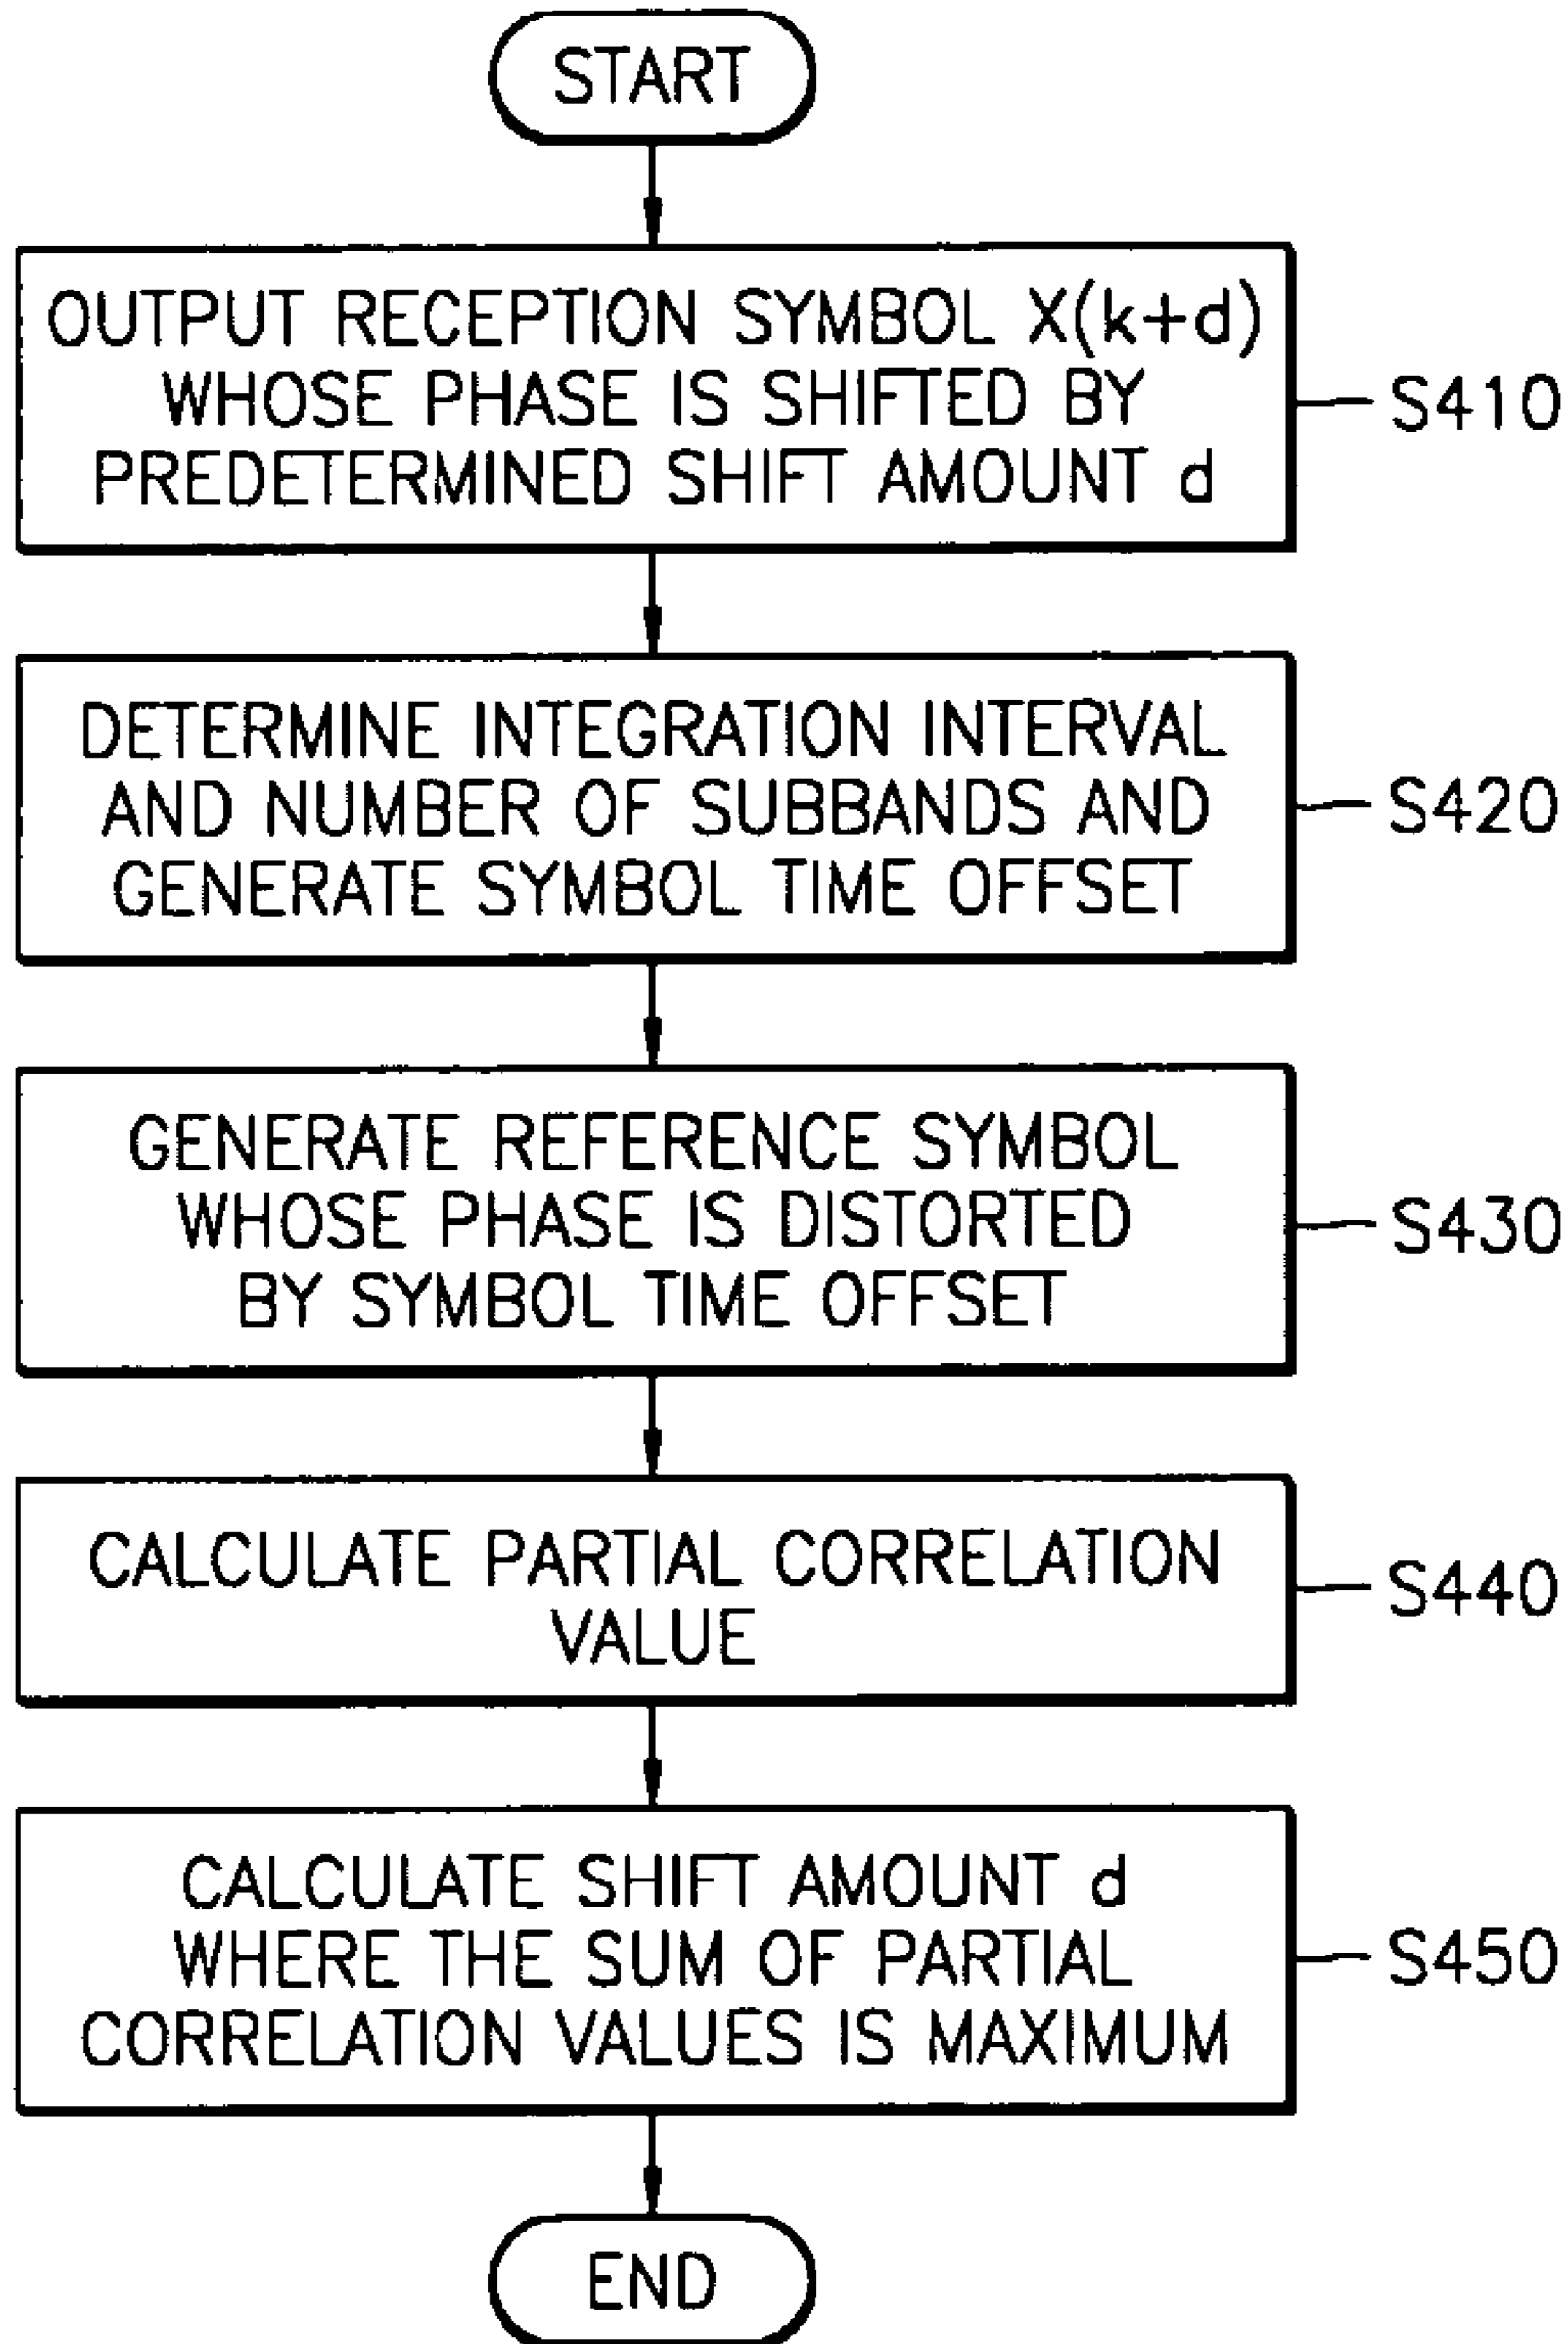 START
OUTPUT RECEPTION SYMBOL X(k+d)
WHOSE PHASE IS SHIFTED BY
PREDETERMINED SHIFT AMOUNT d
S410
DETERMINE INTEGRATION INTERVAL
AND NUMBER OF SUBBANDS AND
GENERATE SYMBOL TIME OFFSET
S420
GENERATE REFERENCE SYMBOL
WHOSE PHASE IS DISTORTED
BY SYMBOL TIME OFFSET
S430
CALCULATE PARTIAL CORRELATION
VALUE
S440
CALCULATE SHIFT AMOUNT d
WHERE THE SUM OF PARTIAL
CORRELATION VALUES IS MAXIMUM
S450
END